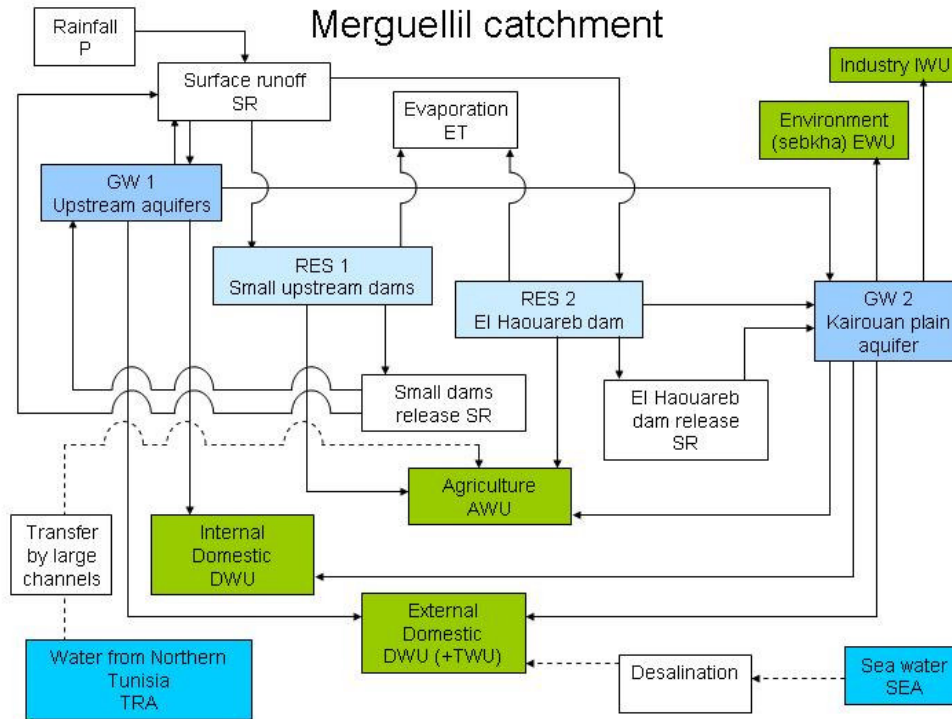 Merguellil catchment
Rainfall
P
Industry IWU
Surface runoff
SR
Evaporation
ET
Environment
(sebkha) EWU
GW 1
Upstream aquifers
RES 1
Small upstream dams
RES 2
El Haouareb dam
GW 2
Kairouan plain
aquifer
Small dams
release SR
El Haouareb
dam release
SR
Agriculture
AWU
Transfer
by large
channels
Internal
Domestic
DWU
External
Domestic
DWU (+TWU)
Water from Northern
Tunisia
TRA
Desalination
Sea water
SEA